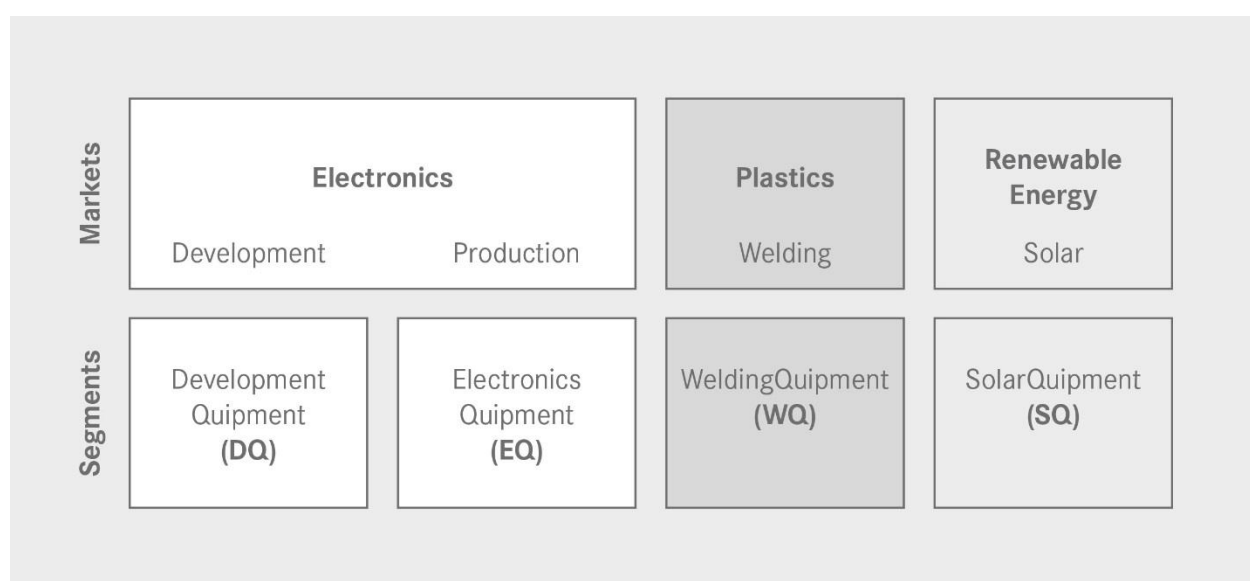 Markets
Electronics
Development
Production
Plastics
Welding
Renewable
Energy
Solar
Segments
Development
Quipment
(DQ)
Electronics
Quipment
(EQ)
WeldingQuipment
(WQ)
SolarQuipment
(SQ)